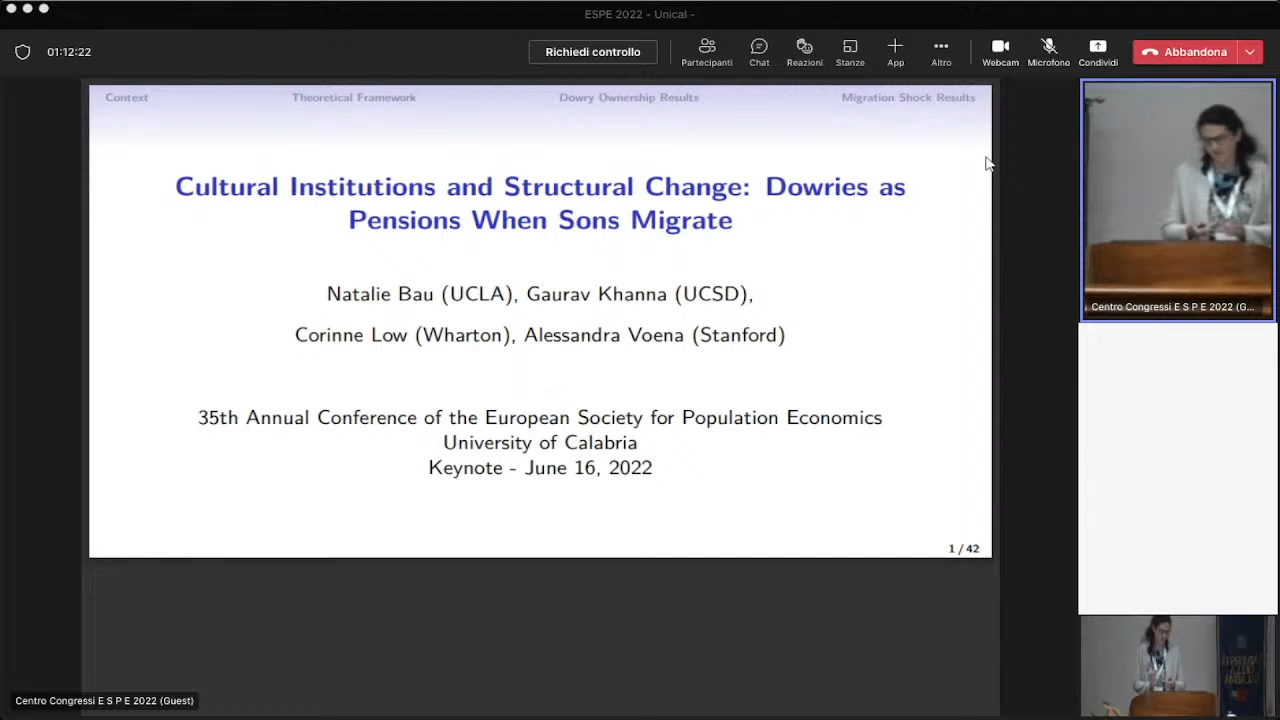 ESPE 2022 - Unical -
01:12:22
Richiedi controllo
Partecipanti
Chat
Reazioni
Stanze
App
Altro
Webcam
Microfono
Condividi
Abbandona
Context
Theoretical Framework
Dowry Ownership Results
Migration Shock Results
Cultural Institutions and Structural Change: Dowries as
Pensions When Sons Migrate
Natalie Bau (UCLA), Gaurav Khanna (UCSD),
Corinne Low (Wharton), Alessandra Voena (Stanford)
35th Annual Conference of the European Society for Population Economics
University of Calabria
Keynote - June 16, 2022
1 / 42
Centro Congressi E S P E 2022 (G...
Centro Congressi E S P E 2022 (Guest)